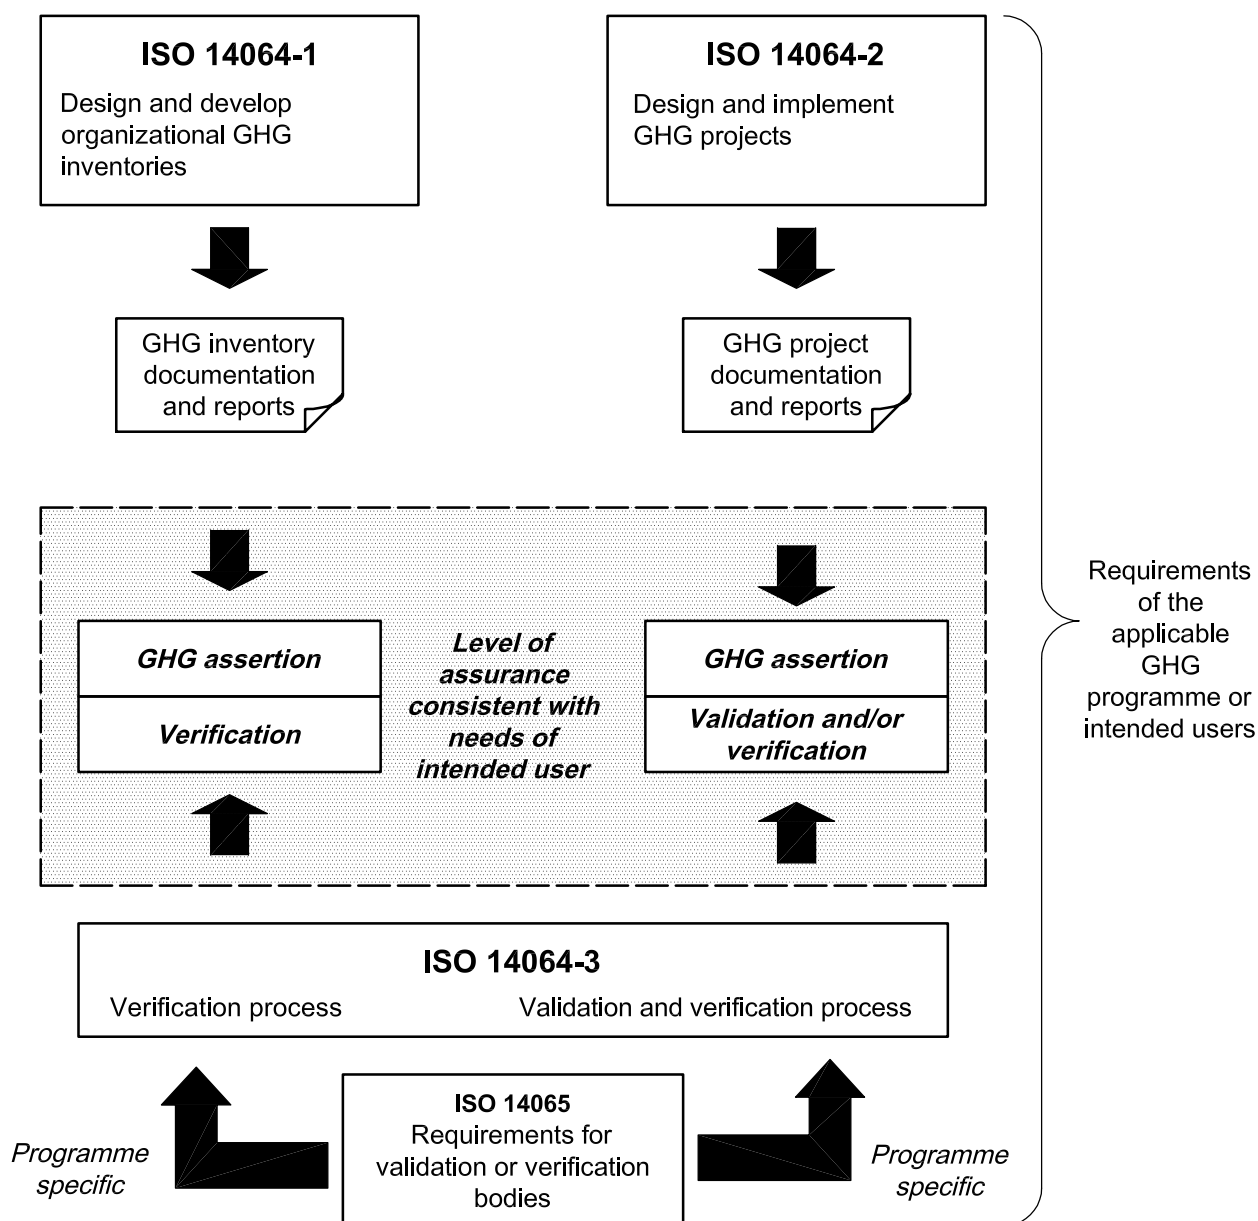 ISO 14064-1
Design and develop
organizational GHG
inventories
ISO 14064-2
Design and implement
GHG projects
GHG inventory
documentation
and reports
GHG project
documentation
and reports
GHG assertion
Verification
Level of
assurance
consistent with
needs of
intended user
GHG assertion
Validation and/or
verification
Requirements
of the
applicable
GHG
programme or
intended users
ISO 14064-3
Verification process
Validation and verification process
Programme
specific
ISO 14065
Requirements for
validation or verification
bodies
Programme
specific